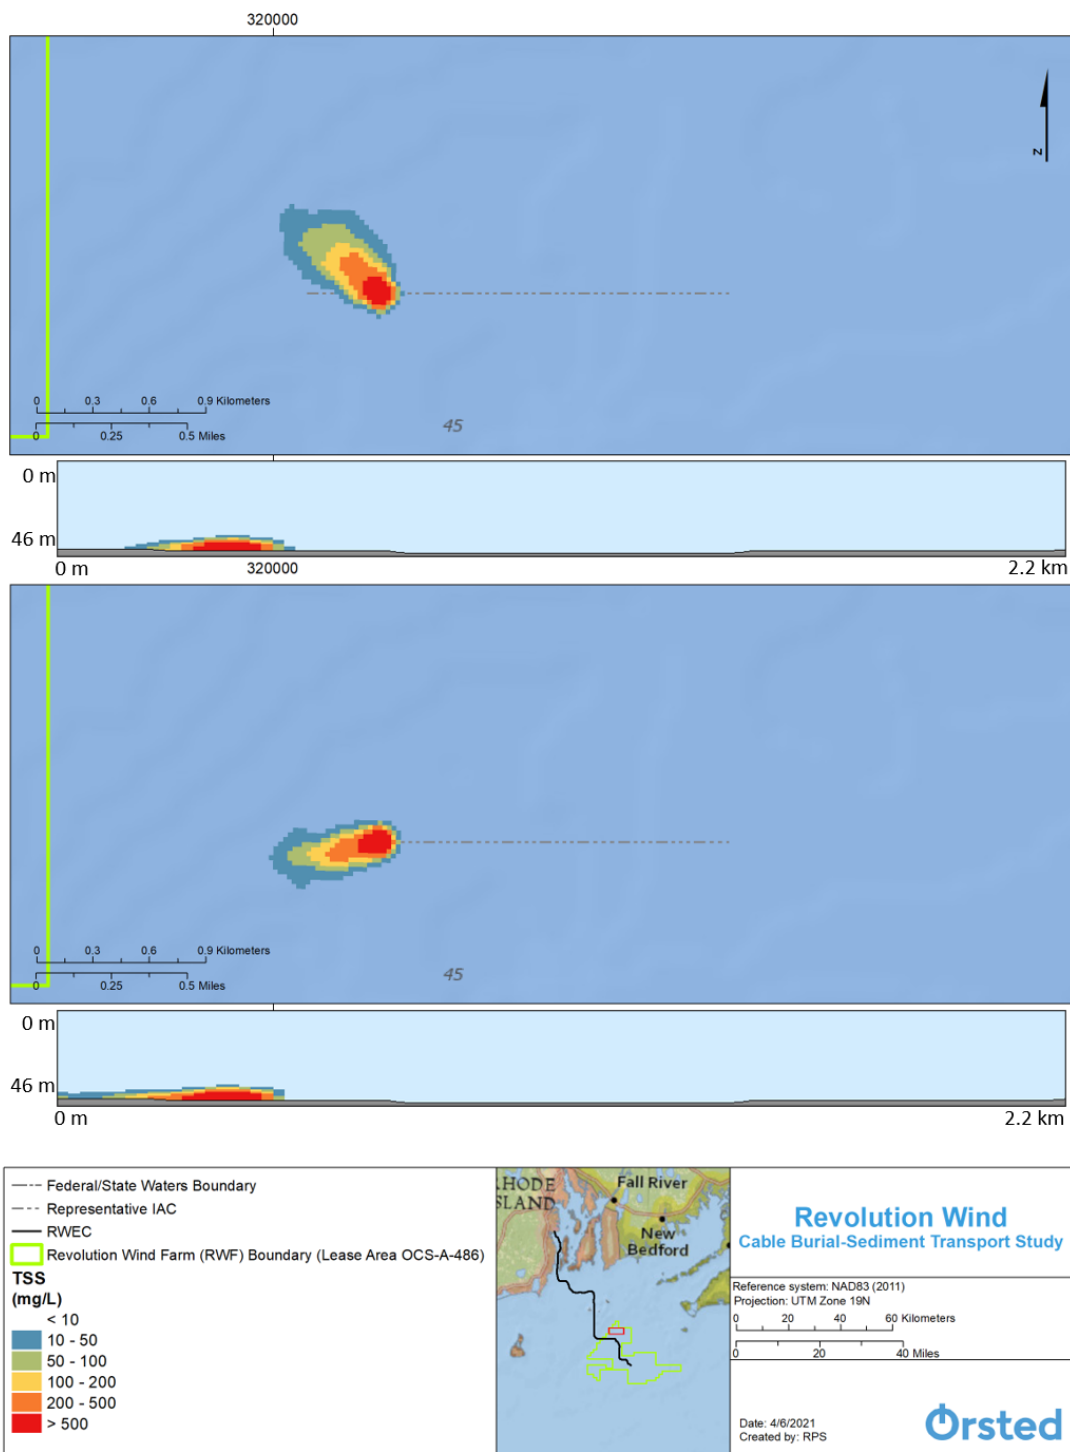 320000
N
0 0.3 0.6 0.9 Kilometers
0 0.25 0.5 Miles
45
0 m
46 m
0 m 2.2 km
320000
0 0.3 0.6 0.9 Kilometers
0 0.25 0.5 Miles
45
0 m
46 m
0 m 2.2 km
Federal/State Waters Boundary
Representative IAC
RWEC
Revolution Wind Farm (RWF) Boundary (Lease Area OCS-A-486)
TSS
(mg/L)
< 10
10 - 50
50 - 100
100 - 200
200 - 500
> 500
RHODE
ISLAND
Fall River
New
Bedford
Revolution Wind
Cable Burial-Sediment Transport Study
Reference system: NAD83 (2011)
Projection: UTM Zone 19N
0 20 40 60 Kilometers
0 20 40 Miles
Date: 4/6/2021
Created by: RPS
Ørsted